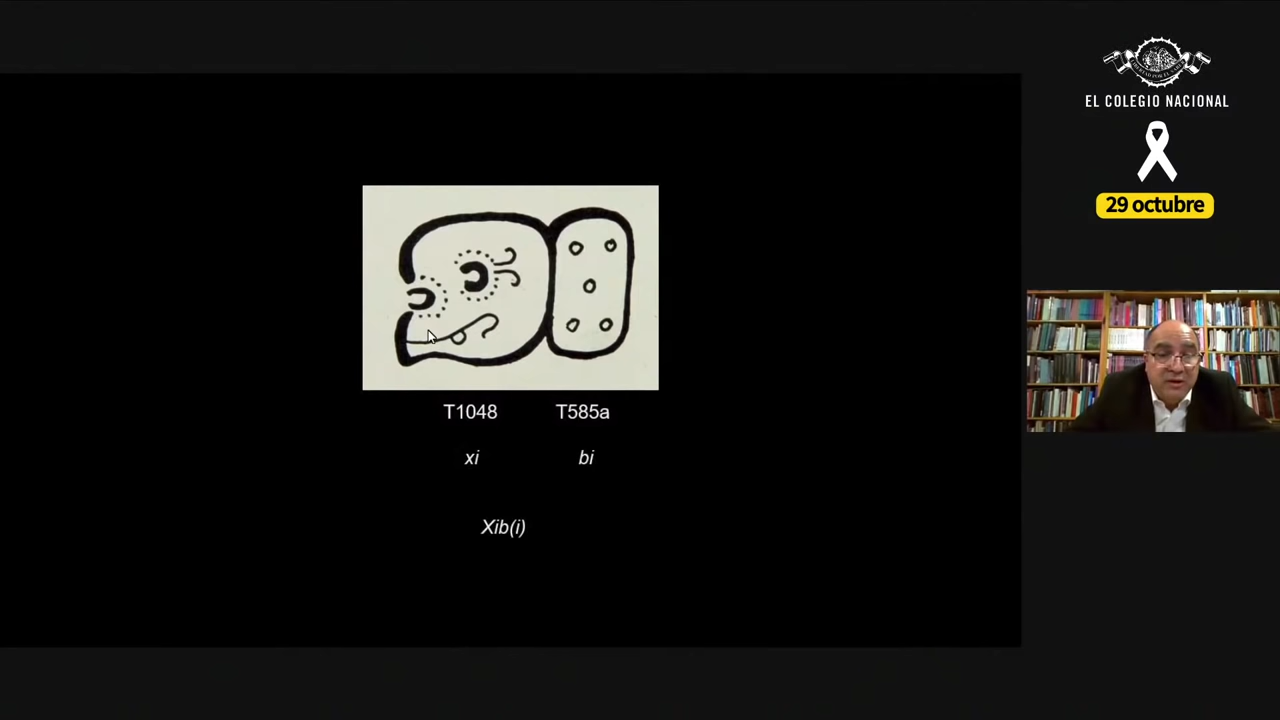 EL COLEGIO NACIONAL
29 octubre
T1048 T585a
xi bi
Xib(i)